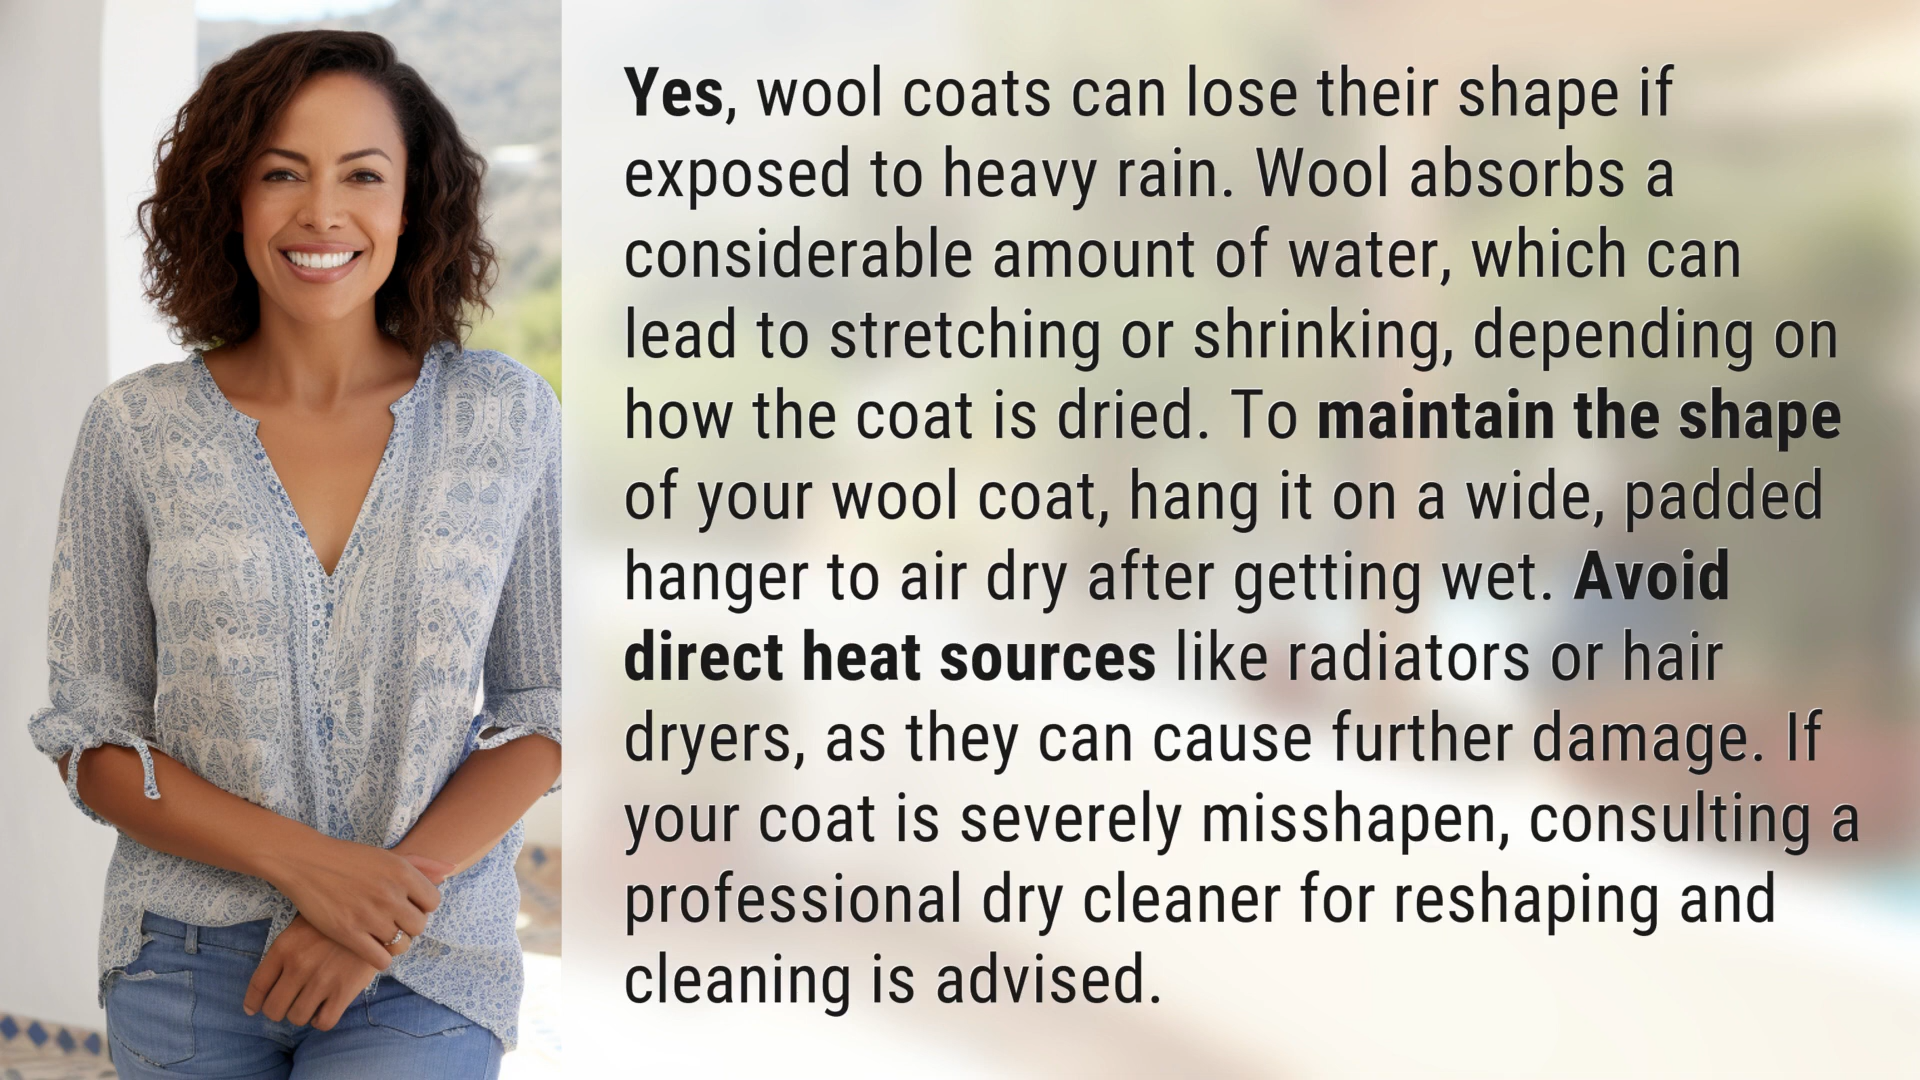 Yes, wool coats can lose their shape if
exposed to heavy rain. Wool absorbs a
considerable amount of water, which can
lead to stretching or shrinking, depending on
how the coat is dried. To maintain the shape
of your wool coat, hang it on a wide, padded
hanger to air dry after getting wet. Avoid
direct heat sources like radiators or hair
dryers, as they can cause further damage. If
your coat is severely misshapen, consulting a
professional dry cleaner for reshaping and
cleaning is advised.